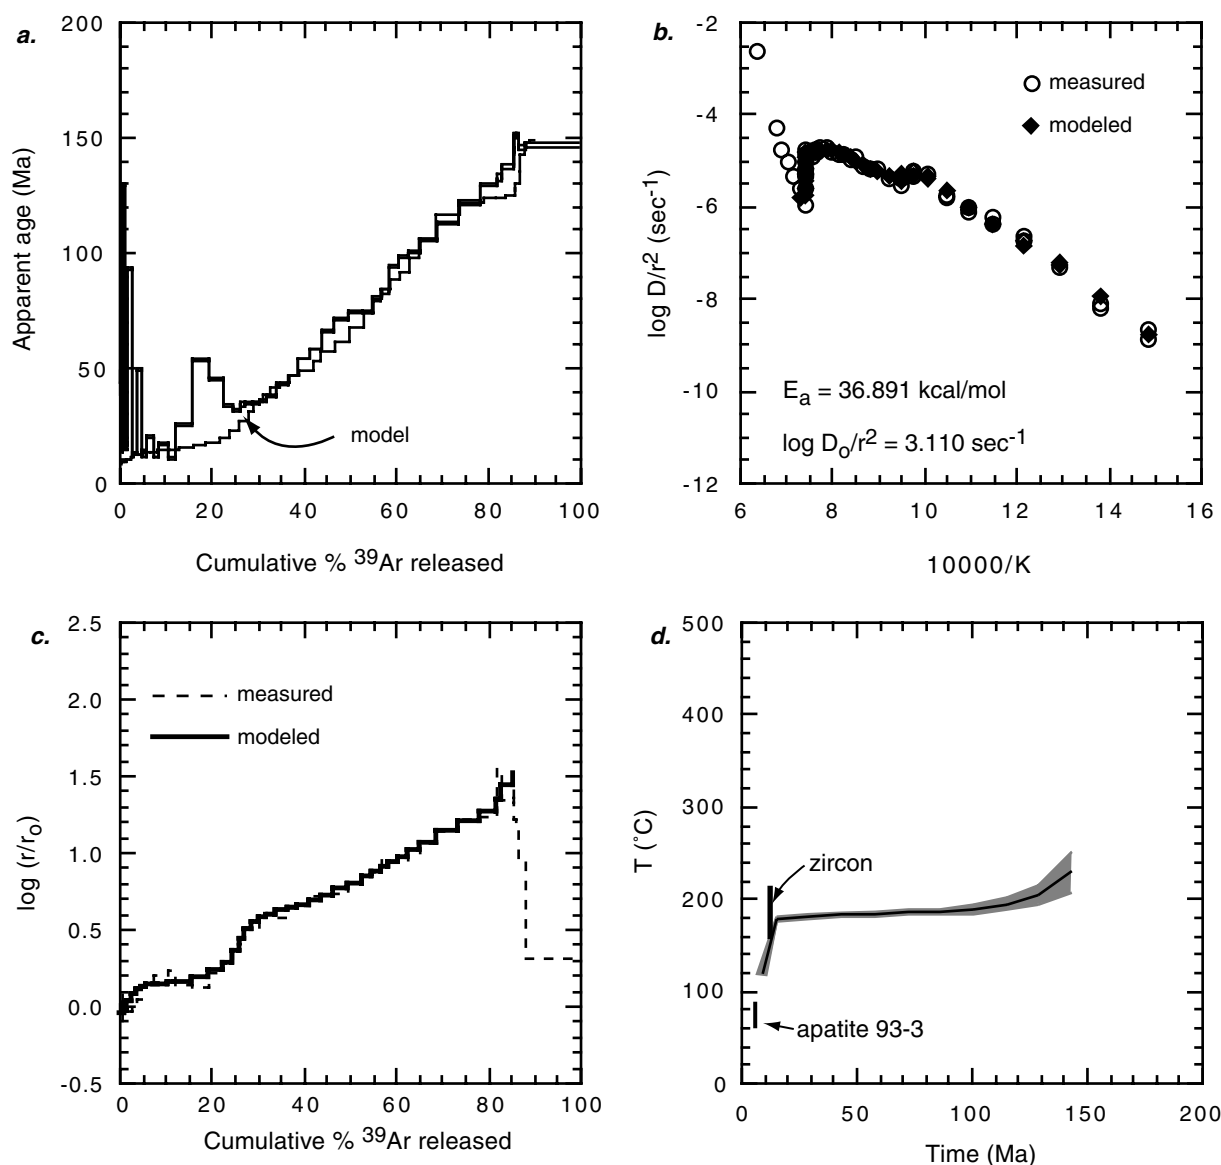 a.
200
150
100
50
0
Apparent age (Ma)
model
0 20 40 60 80 100
Cumulative % 39Ar released
b.
-2
-4
-6
-8
-10
-12
log D/r2 (sec-1)
measured
modeled
Ea = 36.891 kcal/mol
log Do/r2 = 3.110 sec-1
6 8 10 12 14 16
10000/K
c.
2.5
2.0
1.5
1.0
0.5
0.0
-0.5
log (r/ro)
measured
modeled
0 20 40 60 80 100
Cumulative % 39Ar released
d.
500
400
300
200
100
0
T (°C)
zircon
apatite 93-3
0 50 100 150 200
Time (Ma)